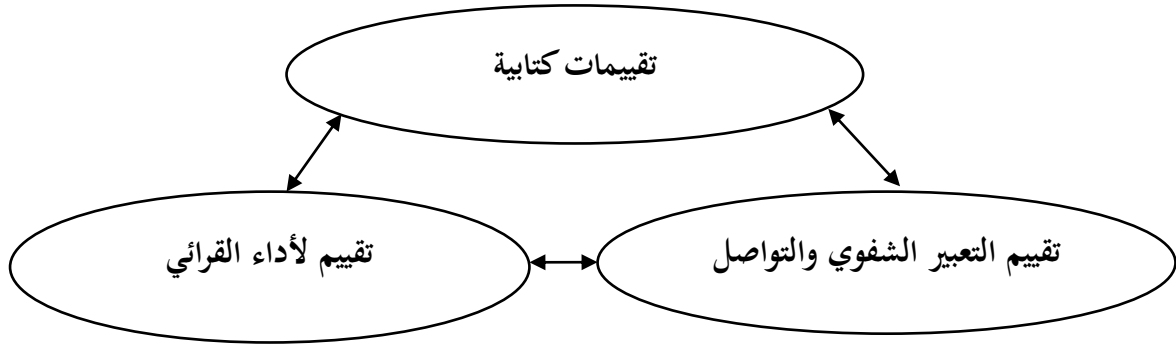 تقييمات كتابية
تقييم التعبير الشفوي والتواصل
تقييم لأداء القرائي